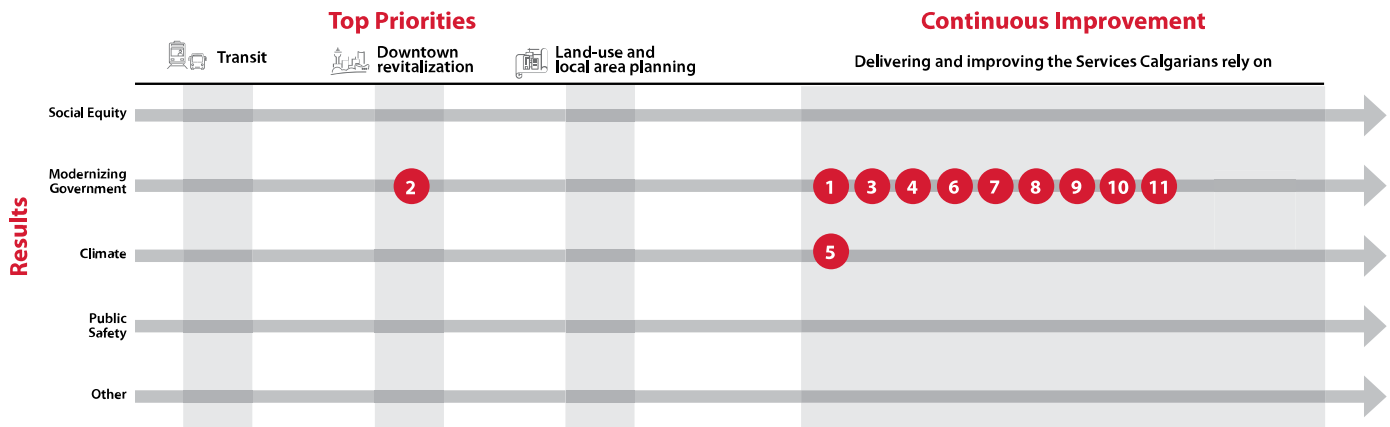 Top Priorities
Continuous Improvement
Transit
Downtown
revitalization
Land-use and
local area planning
Delivering and improving the Services Calgarians rely on
Results
Social Equity
Modernizing
Government
2
1 3 4 6 7 8 9 10 11
Climate
5
Public
Safety
Other